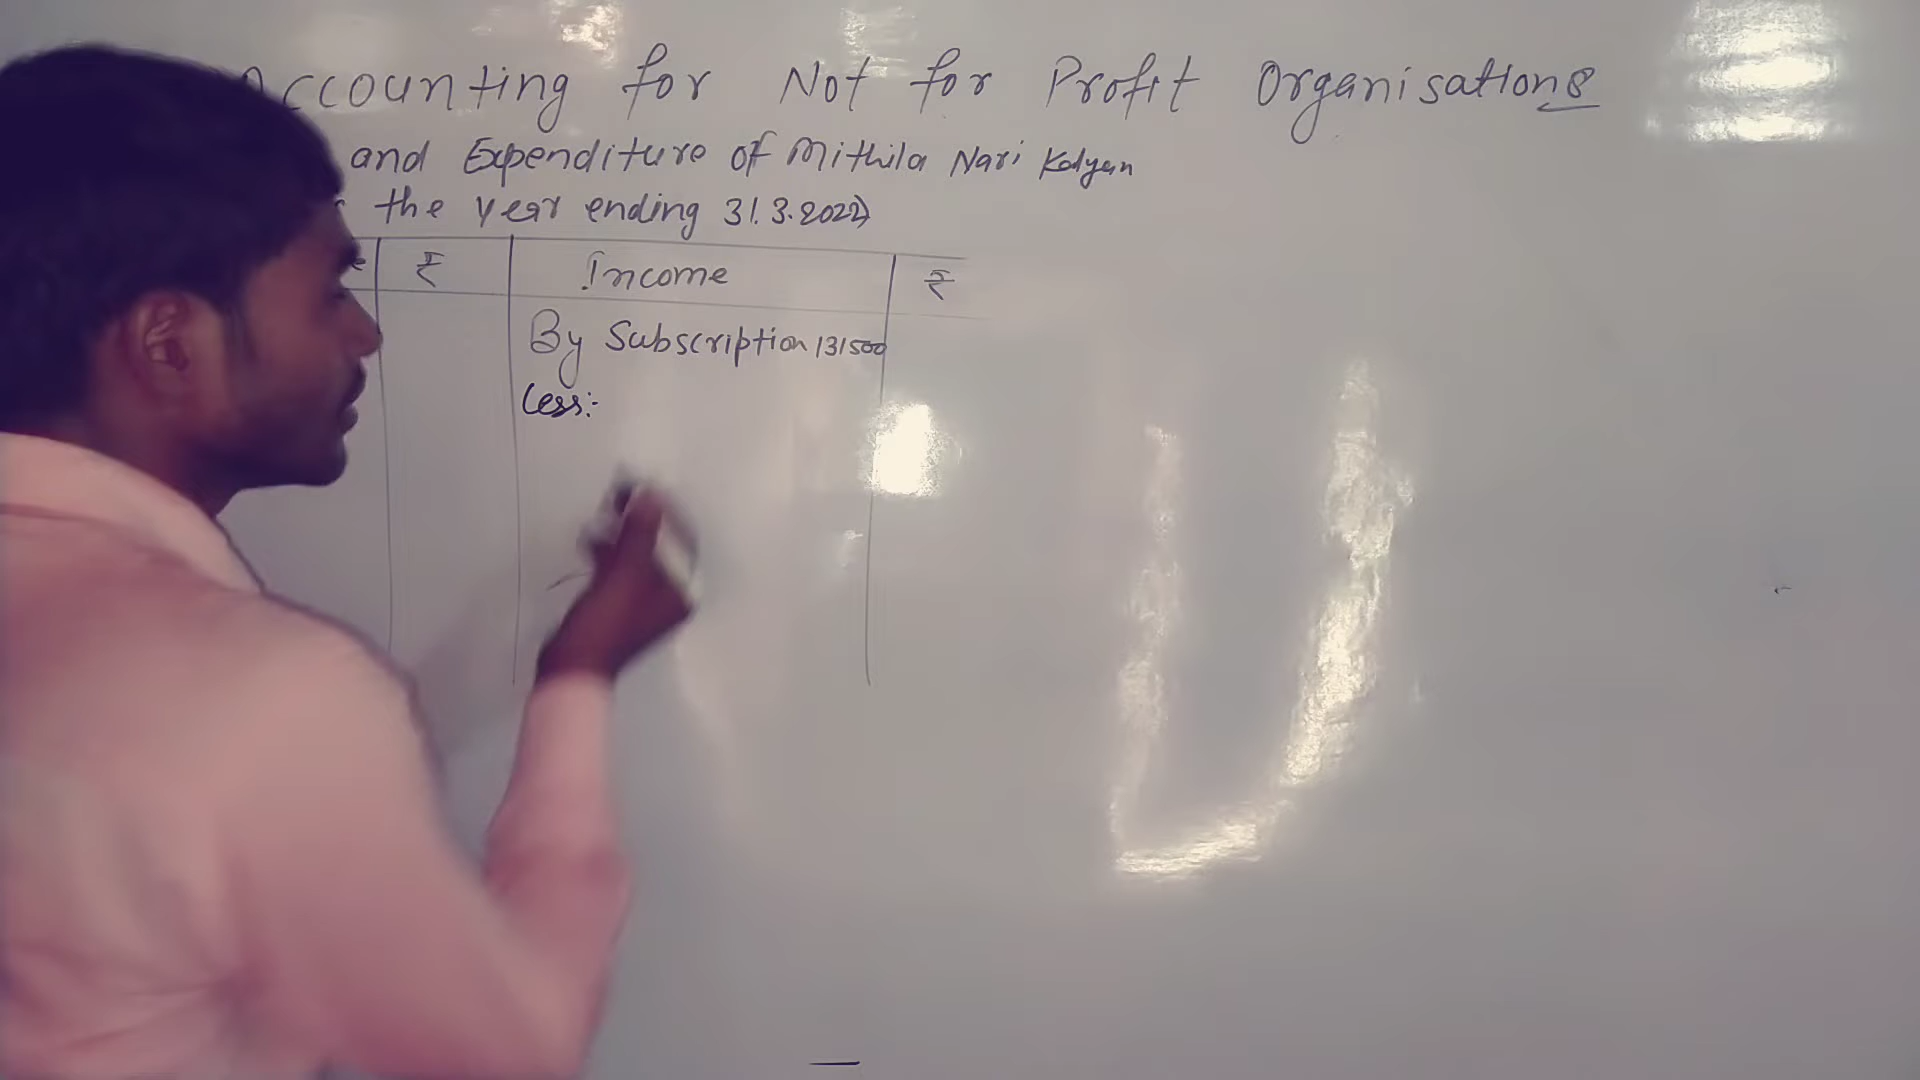 Accounting for Not for Profit Organisations
and Expenditure of Mithila Nari Kalyan
the year ending 31.3.2022)
₹ Income ₹
By Subscription 131500
Less:-